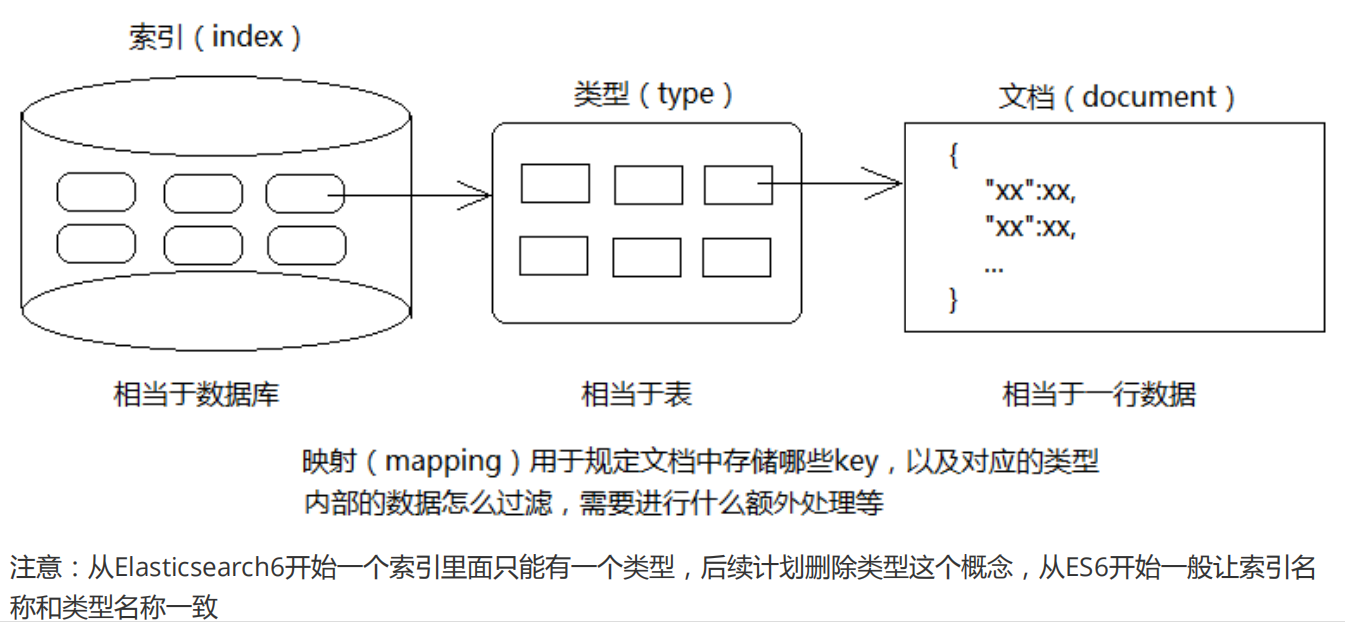 索引（index）
类型（type）
文档（document）
{
"xx":xx,
"xx":xx,
...
}
相当于数据库
相当于表
相当于一行数据
映射（mapping）用于规定文档中存储哪些key，以及对应的类型
内部的数据怎么过滤，需要进行什么额外处理等
注意：从Elasticsearch6开始一个索引里面只能有一个类型，后续计划删除类型这个概念，从ES6开始一般让索引名
称和类型名称一致